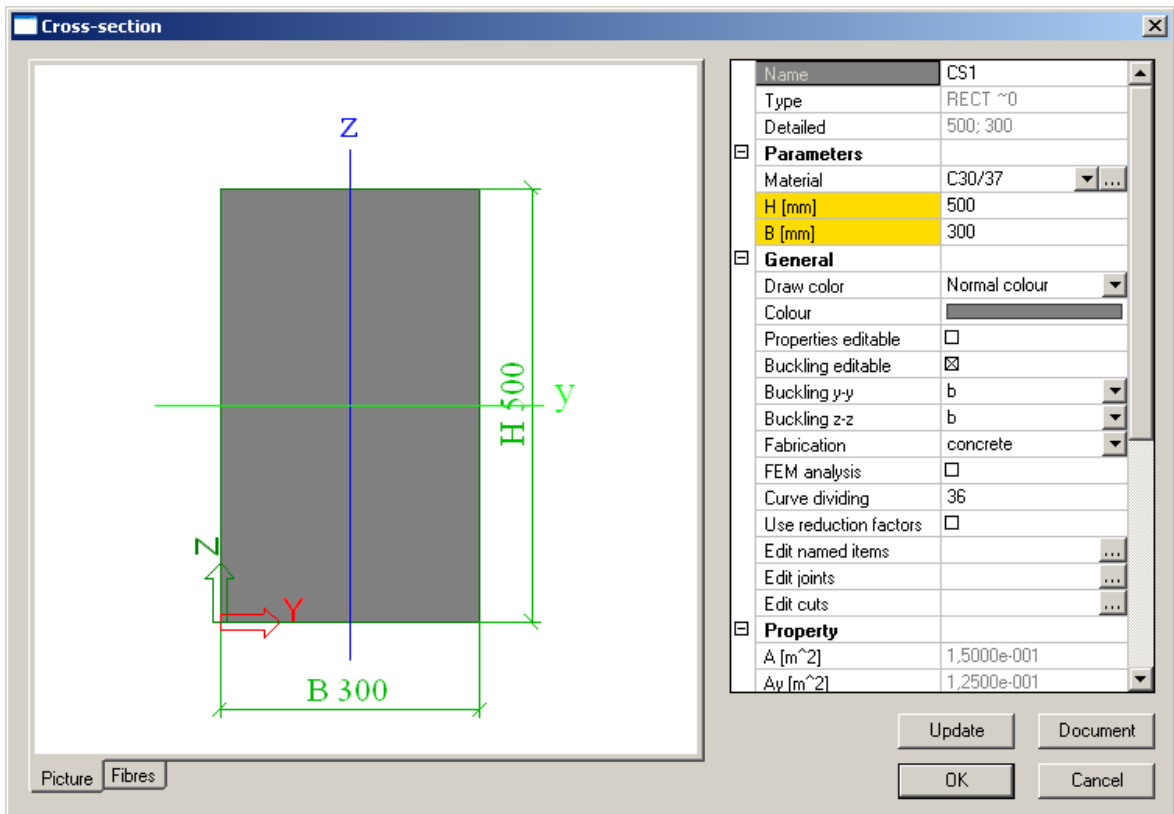 Cross-section
z
y
H 500
Z
Y
B 300
Picture
Fibres
Name CS1
Type RECT ~0
Detailed 500; 300
Parameters
Material C30/37 ...
H [mm] 500
B [mm] 300
General
Draw color Normal colour
Colour
Properties editable
Buckling editable
Buckling y-y b
Buckling z-z b
Fabrication concrete
FEM analysis
Curve dividing 36
Use reduction factors
Edit named items ...
Edit joints ...
Edit cuts ...
Property
A [m^2] 1,5000e-001
Ay [m^2] 1,2500e-001
Update Document
OK Cancel